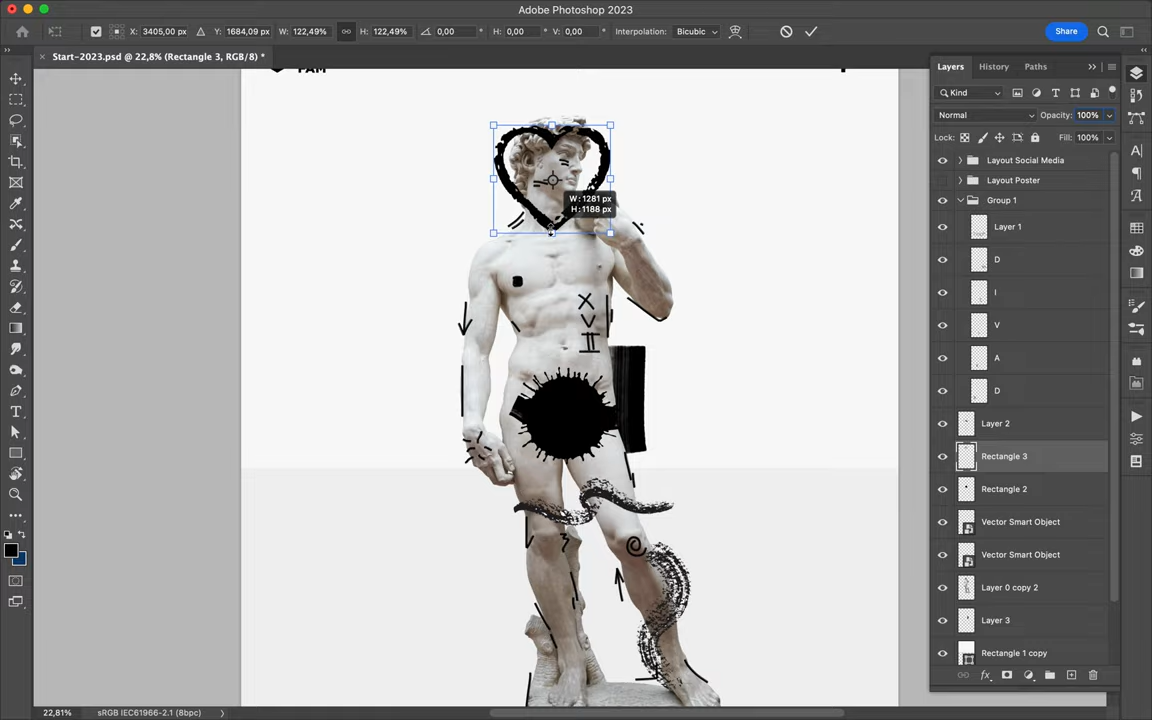 Adobe Photoshop 2023
X: 3405,00 px Y: 1684,09 px W: 122,49% H: 122,49% 0,00 H: 0,00 V: 0,00 Interpolation: Bicubic Share
Start-2023.psd @ 22,8% (Rectangle 3, RGB/8) *
Layers History Paths
Kind
Normal Opacity: 100%
Lock: Fill: 100%
Layout Social Media
Layout Poster
Group 1
Layer 1
D
I
V
A
D
Layer 2
Rectangle 3
Rectangle 2
Vector Smart Object
Vector Smart Object
Layer 0 copy 2
Layer 3
Rectangle 1 copy
W: 1281 px
H: 1188 px
X
V
II
22,81% sRGB IEC61966-2.1 (8bpc)